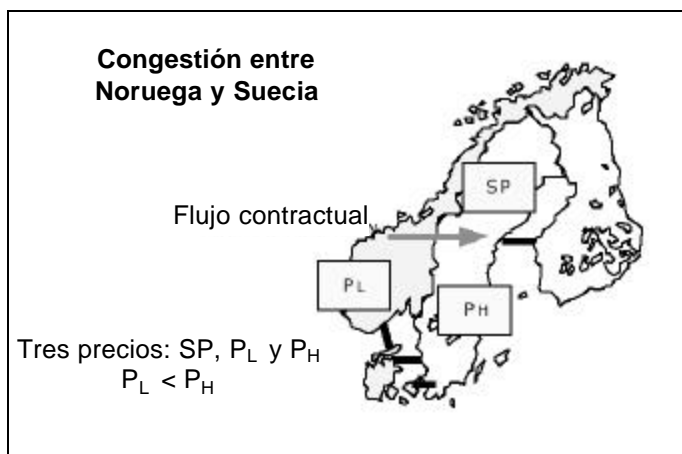 Congestión entre
Noruega y Suecia
SP
Flujo contractual
PL
PH
Tres precios: SP, PL y PH
PL < PH